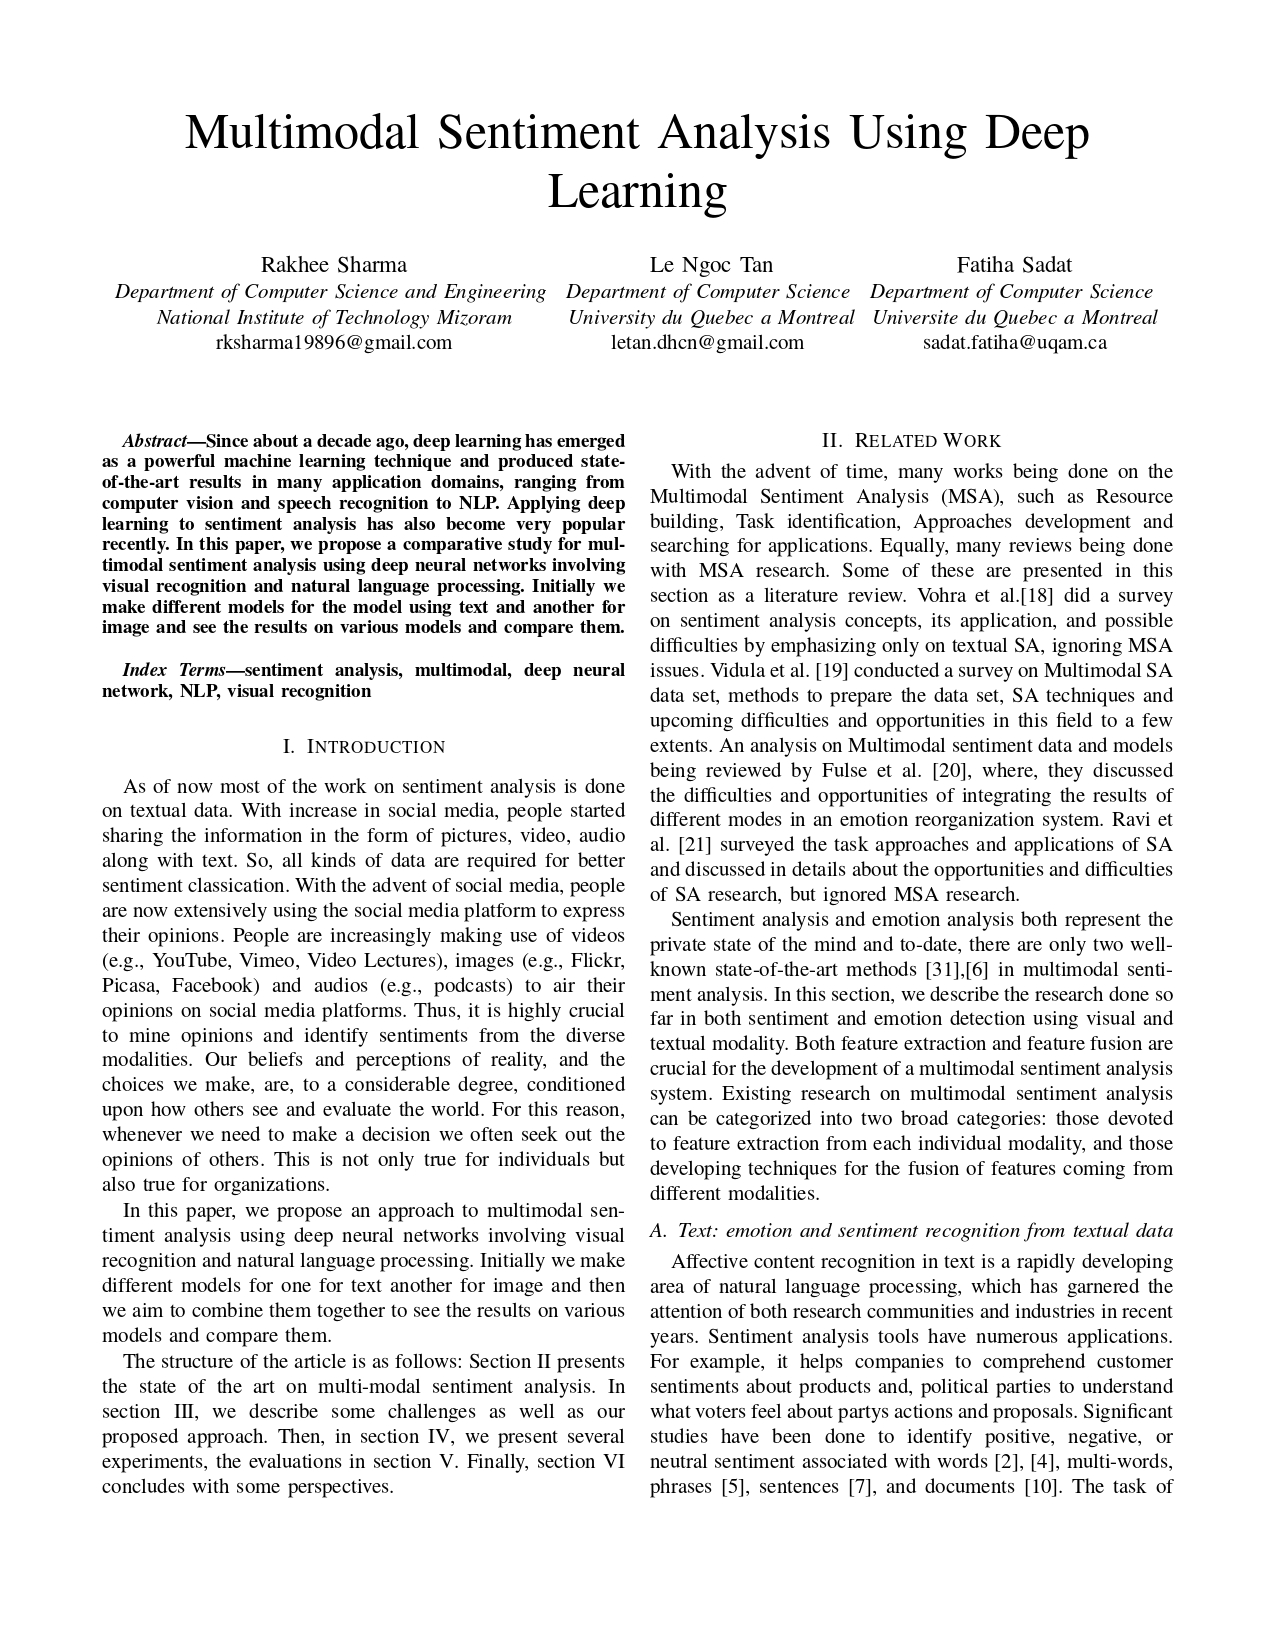 Multimodal Sentiment Analysis Using Deep
Learning
Rakhee Sharma
Department of Computer Science and Engineering
National Institute of Technology Mizoram
rksharma19896@gmail.com
Le Ngoc Tan
Department of Computer Science
University du Quebec a Montreal
letan.dhcn@gmail.com
Fatiha Sadat
Department of Computer Science
Universite du Quebec a Montreal
sadat.fatiha@uqam.ca
Abstract—Since about a decade ago, deep learning has emerged
as a powerful machine learning technique and produced state-
of-the-art results in many application domains, ranging from
computer vision and speech recognition to NLP. Applying deep
learning to sentiment analysis has also become very popular
recently. In this paper, we propose a comparative study for mul-
timodal sentiment analysis using deep neural networks involving
visual recognition and natural language processing. Initially we
make different models for the model using text and another for
image and see the results on various models and compare them.
Index Terms—sentiment analysis, multimodal, deep neural
network, NLP, visual recognition
I. INTRODUCTION
As of now most of the work on sentiment analysis is done
on textual data. With increase in social media, people started
sharing the information in the form of pictures, video, audio
along with text. So, all kinds of data are required for better
sentiment classication. With the advent of social media, people
are now extensively using the social media platform to express
their opinions. People are increasingly making use of videos
(e.g., YouTube, Vimeo, Video Lectures), images (e.g., Flickr,
Picasa, Facebook) and audios (e.g., podcasts) to air their
opinions on social media platforms. Thus, it is highly crucial
to mine opinions and identify sentiments from the diverse
modalities. Our beliefs and perceptions of reality, and the
choices we make, are, to a considerable degree, conditioned
upon how others see and evaluate the world. For this reason,
whenever we need to make a decision we often seek out the
opinions of others. This is not only true for individuals but
also true for organizations.
In this paper, we propose an approach to multimodal sen-
timent analysis using deep neural networks involving visual
recognition and natural language processing. Initially we make
different models for one for text another for image and then
we aim to combine them together to see the results on various
models and compare them.
The structure of the article is as follows: Section II presents
the state of the art on multi-modal sentiment analysis. In
section III, we describe some challenges as well as our
proposed approach. Then, in section IV, we present several
experiments, the evaluations in section V. Finally, section VI
concludes with some perspectives.
II. RELATED WORK
With the advent of time, many works being done on the
Multimodal Sentiment Analysis (MSA), such as Resource
building, Task identification, Approaches development and
searching for applications. Equally, many reviews being done
with MSA research. Some of these are presented in this
section as a literature review. Vohra et al.[18] did a survey
on sentiment analysis concepts, its application, and possible
difficulties by emphasizing only on textual SA, ignoring MSA
issues. Vidula et al. [19] conducted a survey on Multimodal SA
data set, methods to prepare the data set, SA techniques and
upcoming difficulties and opportunities in this field to a few
extents. An analysis on Multimodal sentiment data and models
being reviewed by Fulse et al. [20], where, they discussed
the difficulties and opportunities of integrating the results of
different modes in an emotion reorganization system. Ravi et
al. [21] surveyed the task approaches and applications of SA
and discussed in details about the opportunities and difficulties
of SA research, but ignored MSA research.
Sentiment analysis and emotion analysis both represent the
private state of the mind and to-date, there are only two well-
known state-of-the-art methods [31],[6] in multimodal senti-
ment analysis. In this section, we describe the research done so
far in both sentiment and emotion detection using visual and
textual modality. Both feature extraction and feature fusion are
crucial for the development of a multimodal sentiment analysis
system. Existing research on multimodal sentiment analysis
can be categorized into two broad categories: those devoted
to feature extraction from each individual modality, and those
developing techniques for the fusion of features coming from
different modalities.
A. Text: emotion and sentiment recognition from textual data
Affective content recognition in text is a rapidly developing
area of natural language processing, which has garnered the
attention of both research communities and industries in recent
years. Sentiment analysis tools have numerous applications.
For example, it helps companies to comprehend customer
sentiments about products and, political parties to understand
what voters feel about partys actions and proposals. Significant
studies have been done to identify positive, negative, or
neutral sentiment associated with words [2], [4], multi-words,
phrases [5], sentences [7], and documents [10]. The task of